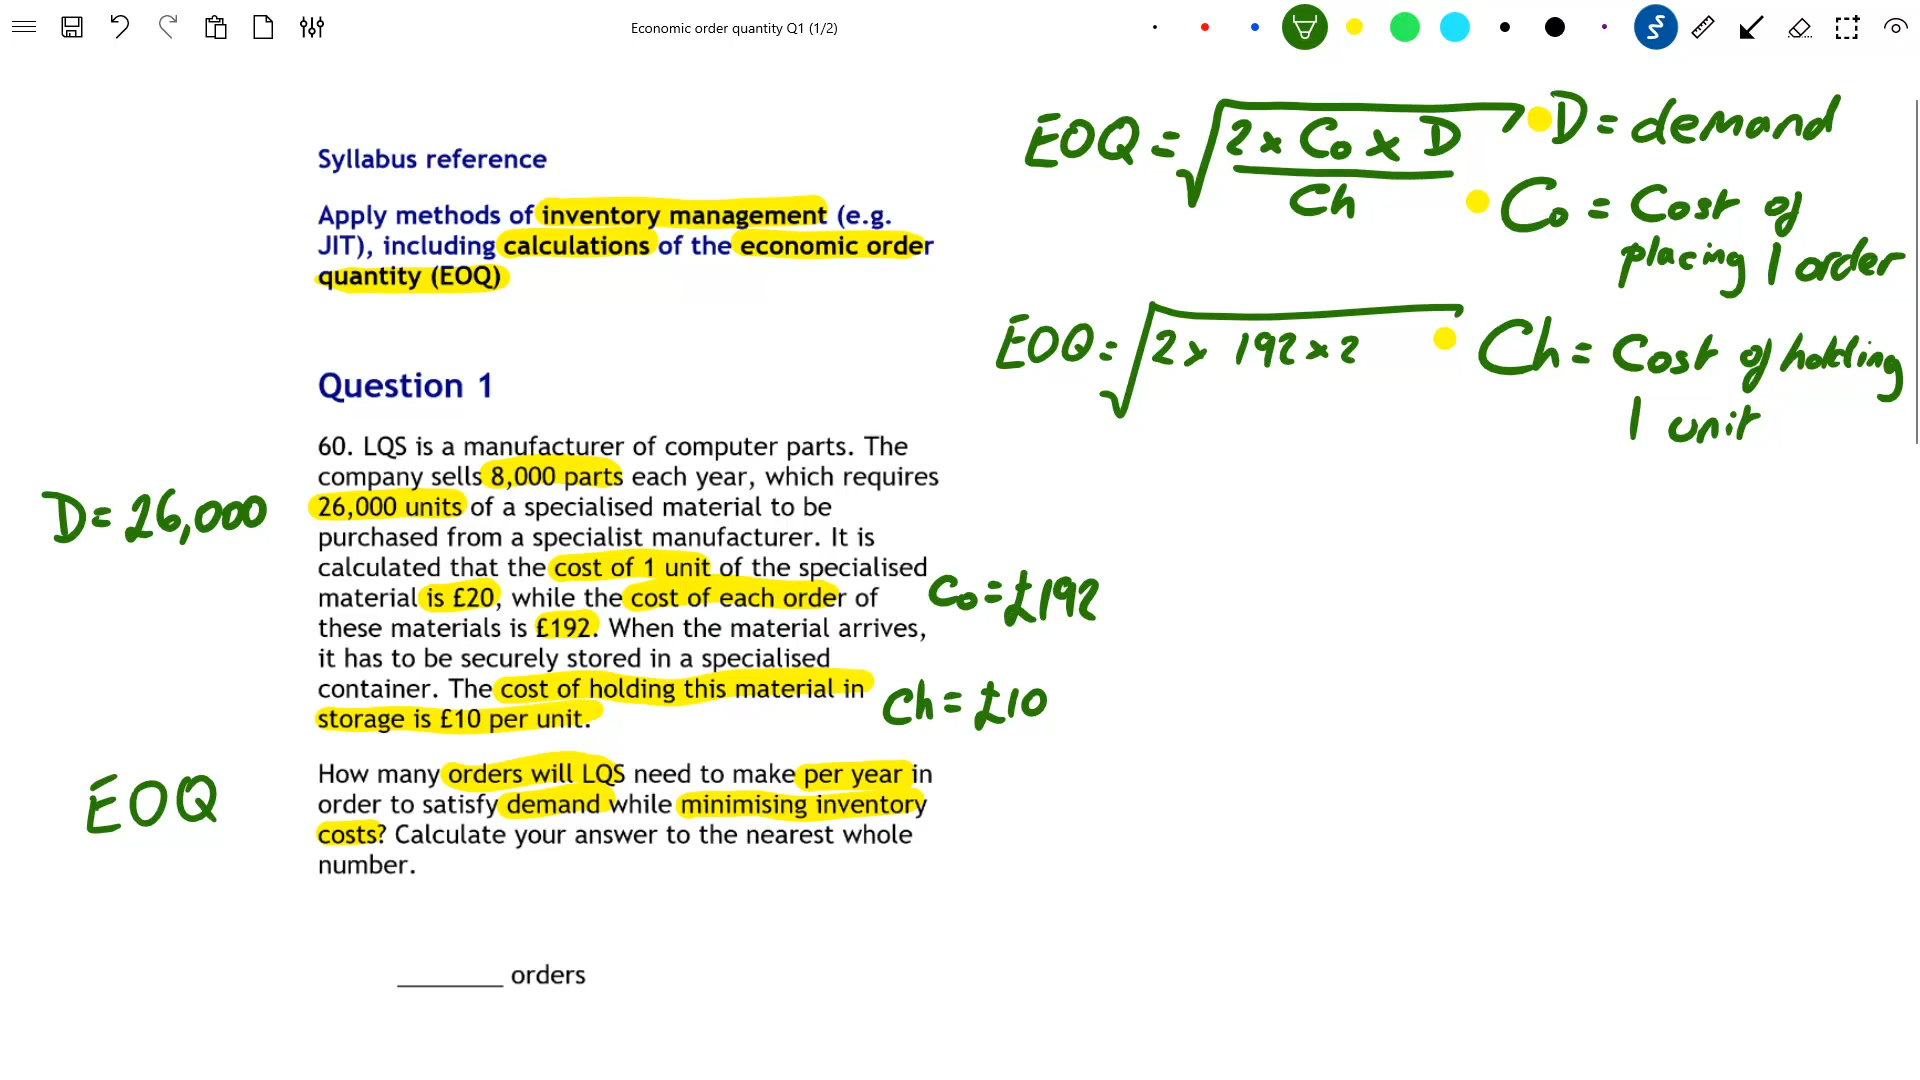 Economic order quantity Q1 (1/2)
EOQ = √ 2 × Co × D
Ch
D = demand
Co = Cost of
placing 1 order
Syllabus reference
Apply methods of inventory management (e.g.
JIT), including calculations of the economic order
quantity (EOQ)
EOQ = √ 2 × 192 × 2
Ch = Cost of holding
1 unit
Question 1
60. LQS is a manufacturer of computer parts. The
company sells 8,000 parts each year, which requires
26,000 units of a specialised material to be
purchased from a specialist manufacturer. It is
calculated that the cost of 1 unit of the specialised
material is £20, while the cost of each order of
these materials is £192. When the material arrives,
it has to be securely stored in a specialised
container. The cost of holding this material in
storage is £10 per unit.
D = 26,000
Co = £192
Ch = £10
EOQ
How many orders will LQS need to make per year in
order to satisfy demand while minimising inventory
costs? Calculate your answer to the nearest whole
number.
________ orders